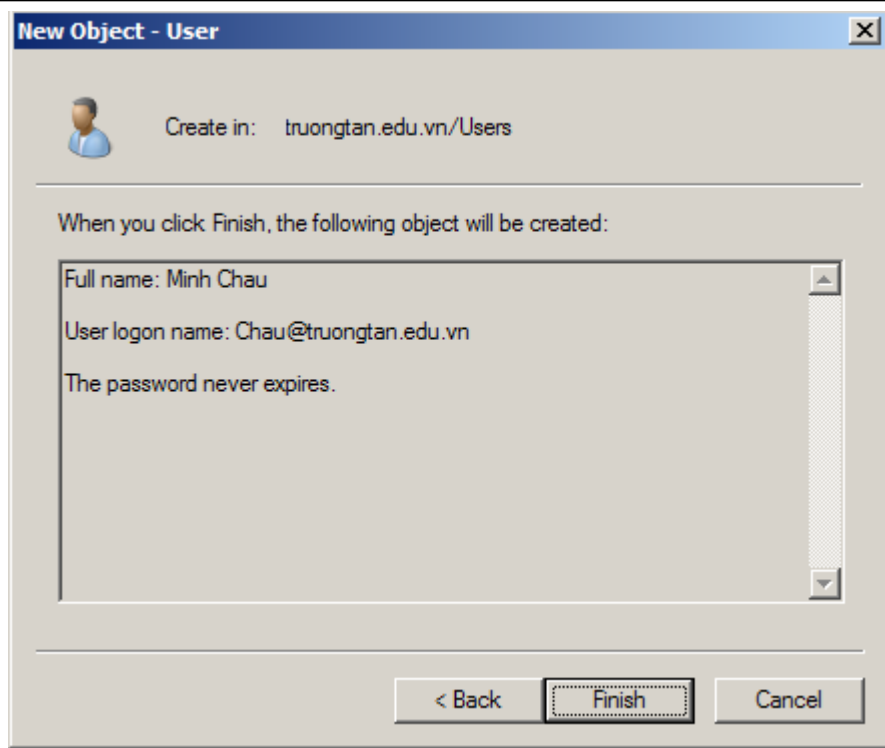 New Object - User
Create in: truongtan.edu.vn/Users
When you click Finish, the following object will be created:
Full name: Minh Chau
User logon name: Chau@truongtan.edu.vn
The password never expires.
< Back Finish Cancel